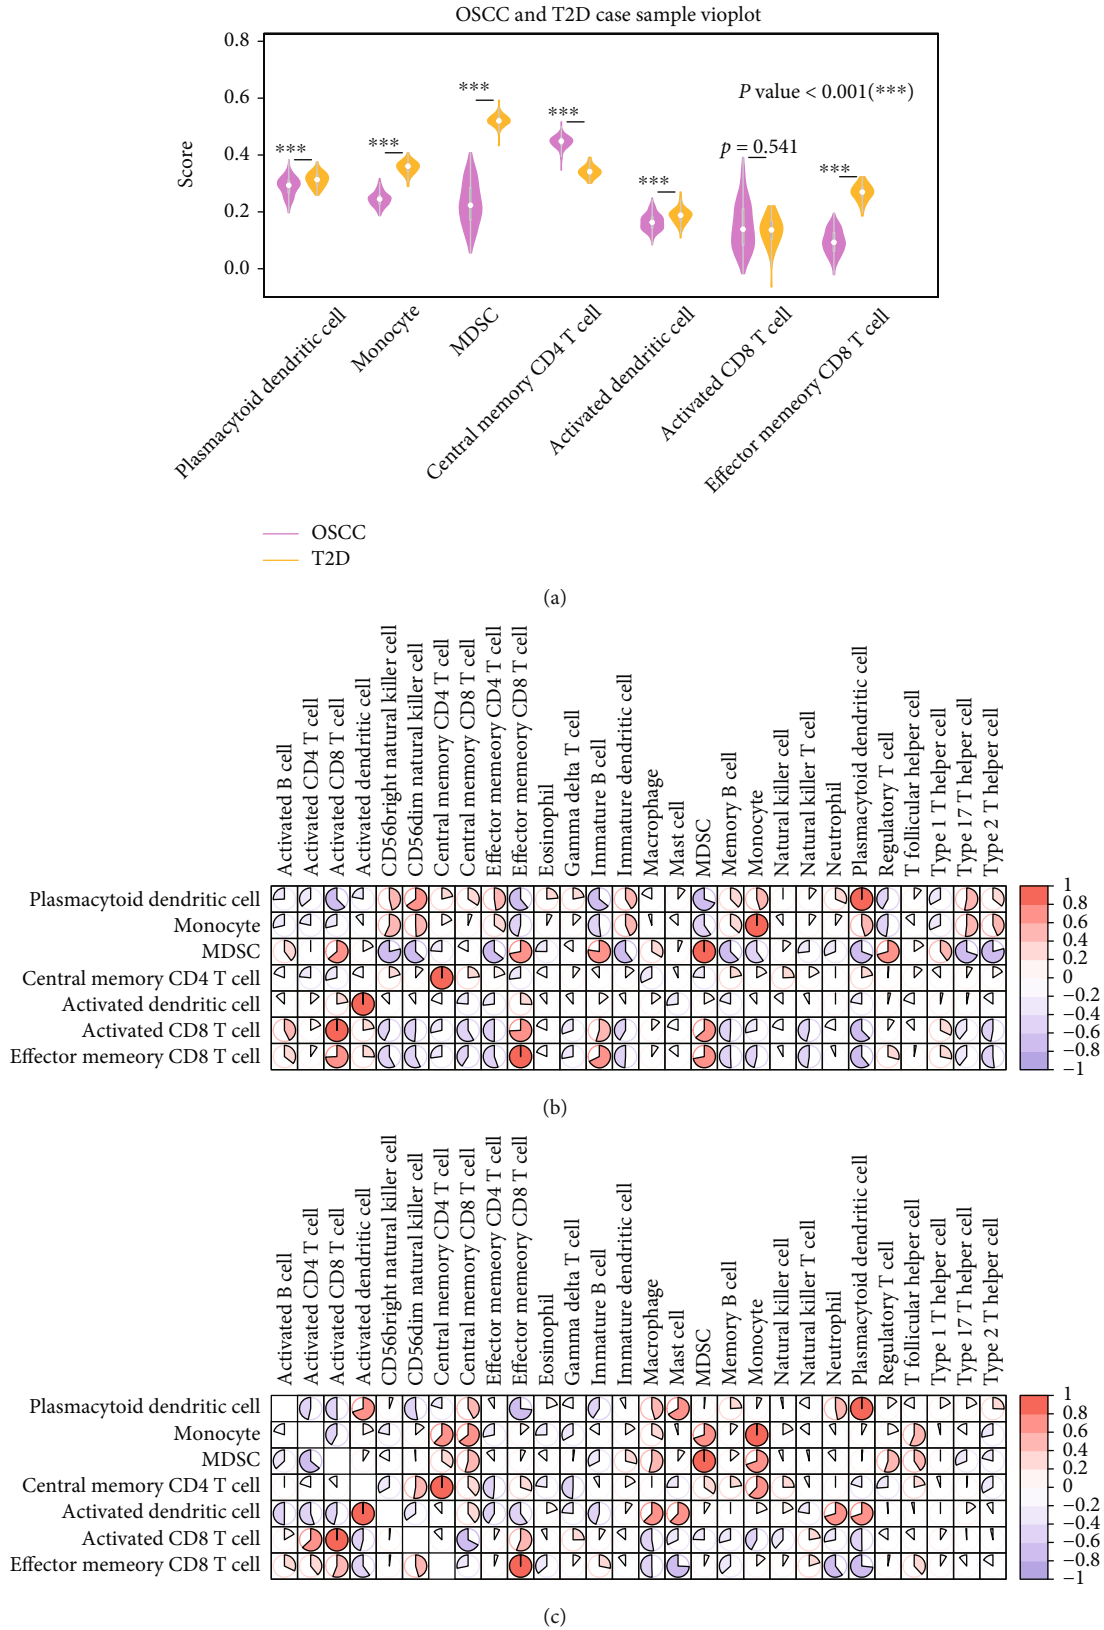 OSCC and T2D case sample vioplot
0.8
0.6
0.4
0.2
0.0
Score
***
***
***
***
***
p = 0.541
***
P value < 0.001(***)
Plasmacytoid dendritic cell
Monocyte
MDSC
Central memory CD4 T cell
Activated dendritic cell
Activated CD8 T cell
Effector memeory CD8 T cell
OSCC
T2D
(a)
Activated B cell
Activated CD4 T cell
Activated CD8 T cell
Activated dendritic cell
CD56bright natural killer cell
CD56dim natural killer cell
Central memory CD4 T cell
Central memory CD8 T cell
Effector memeory CD4 T cell
Effector memeory CD8 T cell
Eosinophil
Gamma delta T cell
Immature B cell
Immature dendritic cell
Macrophage
Mast cell
MDSC
Memory B cell
Monocyte
Natural killer cell
Natural killer T cell
Neutrophil
Plasmacytoid dendritic cell
Regulatory T cell
T follicular helper cell
Type 1 T helper cell
Type 17 T helper cell
Type 2 T helper cell
Plasmacytoid dendritic cell
Monocyte
MDSC
Central memory CD4 T cell
Activated dendritic cell
Activated CD8 T cell
Effector memeory CD8 T cell
1
0.8
0.6
0.4
0.2
0
−0.2
−0.4
−0.6
−0.8
−1
(b)
Activated B cell
Activated CD4 T cell
Activated CD8 T cell
Activated dendritic cell
CD56bright natural killer cell
CD56dim natural killer cell
Central memory CD4 T cell
Central memory CD8 T cell
Effector memeory CD4 T cell
Effector memeory CD8 T cell
Eosinophil
Gamma delta T cell
Immature B cell
Immature dendritic cell
Macrophage
Mast cell
MDSC
Memory B cell
Monocyte
Natural killer cell
Natural killer T cell
Neutrophil
Plasmacytoid dendritic cell
Regulatory T cell
T follicular helper cell
Type 1 T helper cell
Type 17 T helper cell
Type 2 T helper cell
Plasmacytoid dendritic cell
Monocyte
MDSC
Central memory CD4 T cell
Activated dendritic cell
Activated CD8 T cell
Effector memeory CD8 T cell
1
0.8
0.6
0.4
0.2
0
−0.2
−0.4
−0.6
−0.8
−1
(c)